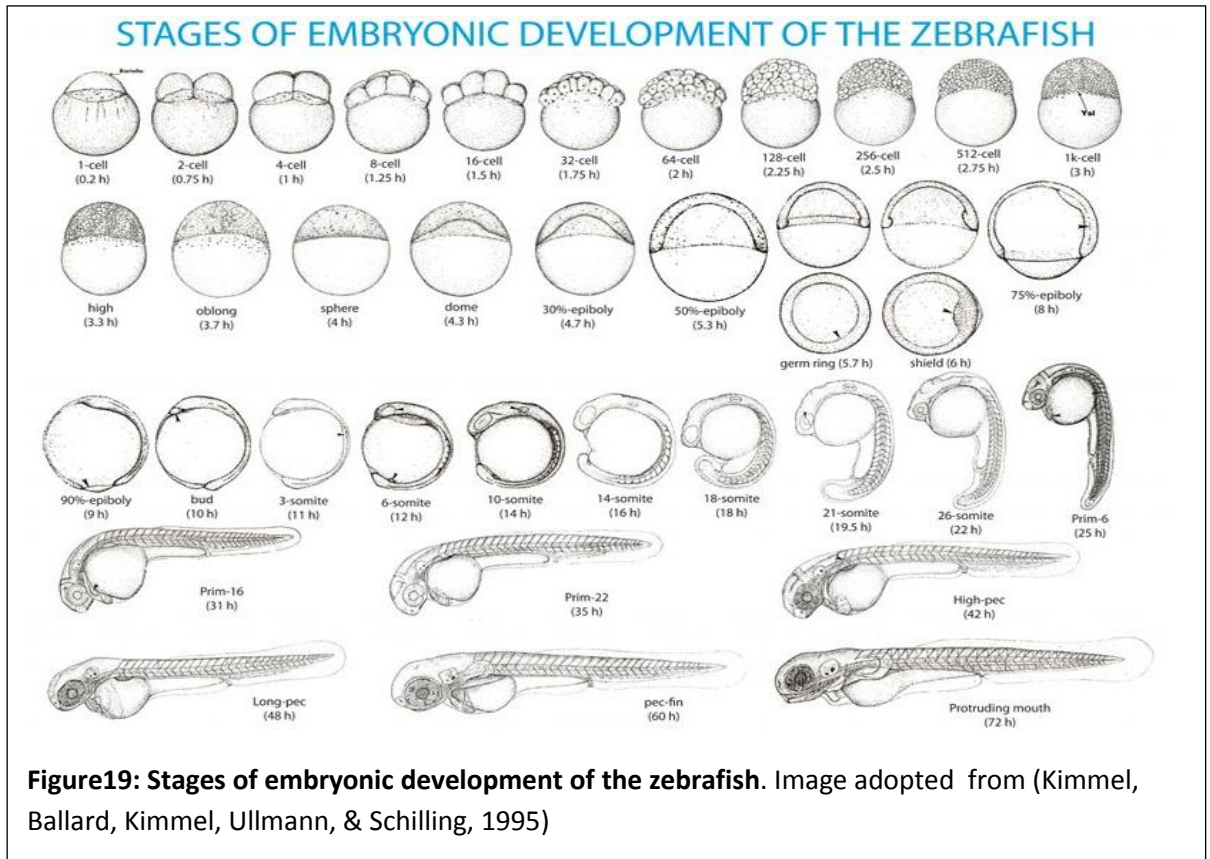 STAGES OF EMBRYONIC DEVELOPMENT OF THE ZEBRAFISH
1-cell
(0.2 h)
2-cell
(0.75 h)
4-cell
(1 h)
8-cell
(1.25 h)
16-cell
(1.5 h)
32-cell
(1.75 h)
64-cell
(2 h)
128-cell
(2.25 h)
256-cell
(2.5 h)
512-cell
(2.75 h)
Ysl
1k-cell
(3 h)
high
(3.3 h)
oblong
(3.7 h)
sphere
(4 h)
dome
(4.3 h)
30%-epiboly
(4.7 h)
50%-epiboly
(5.3 h)
germ ring (5.7 h)
shield (6 h)
75%-epiboly
(8 h)
90%-epiboly
(9 h)
bud
(10 h)
3-somite
(11 h)
6-somite
(12 h)
10-somite
(14 h)
14-somite
(16 h)
18-somite
(18 h)
21-somite
(19.5 h)
26-somite
(22 h)
Prim-6
(25 h)
Prim-16
(31 h)
Prim-22
(35 h)
High-pec
(42 h)
Long-pec
(48 h)
pec-fin
(60 h)
Protruding mouth
(72 h)
Figure19: Stages of embryonic development of the zebrafish. Image adopted from (Kimmel,
Ballard, Kimmel, Ullmann, & Schilling, 1995)